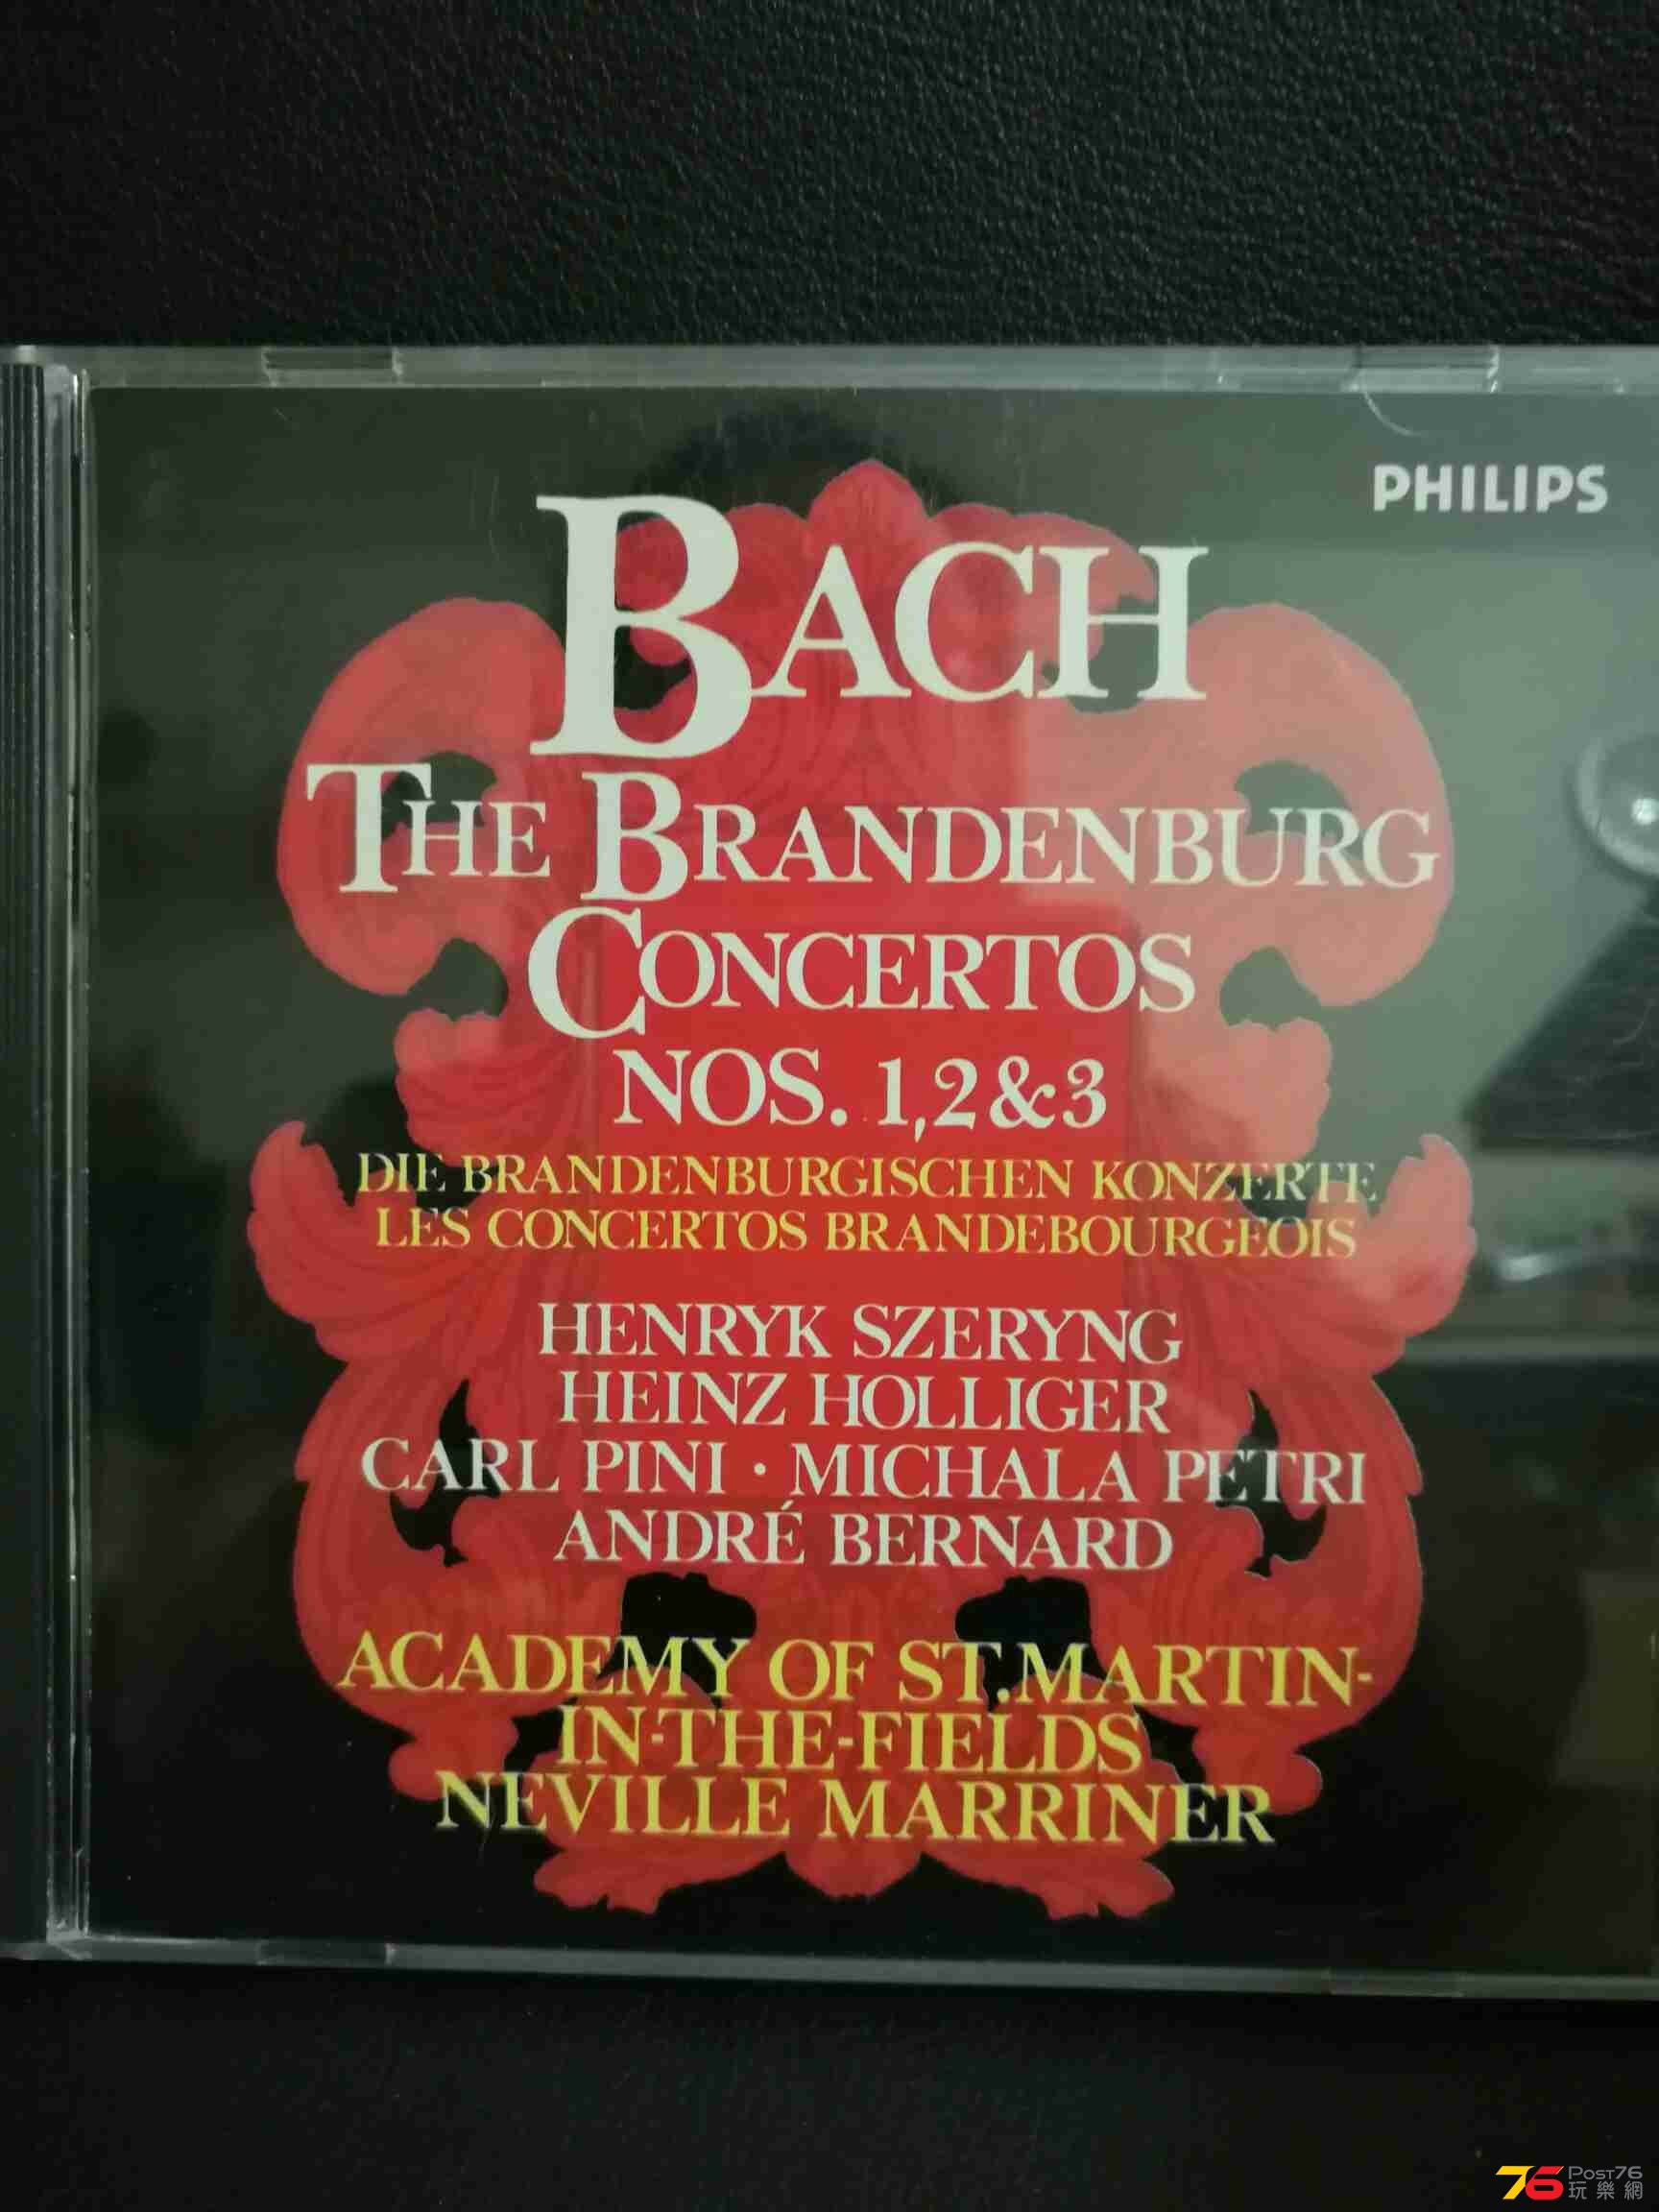 PHILIPS
BACH
THE BRANDENBURG
CONCERTOS
NOS. 1,2&3
DIE BRANDENBURGISCHEN KONZERTE
LES CONCERTOS BRANDEBOURGEOIS
HENRYK SZERYNG
HEINZ HOLLIGER
CARL PINI · MICHALA PETRI
ANDRÉ BERNARD
ACADEMY OF ST.MARTIN-
IN-THE-FIELDS
NEVILLE MARRINER
76 POST76
玩樂網